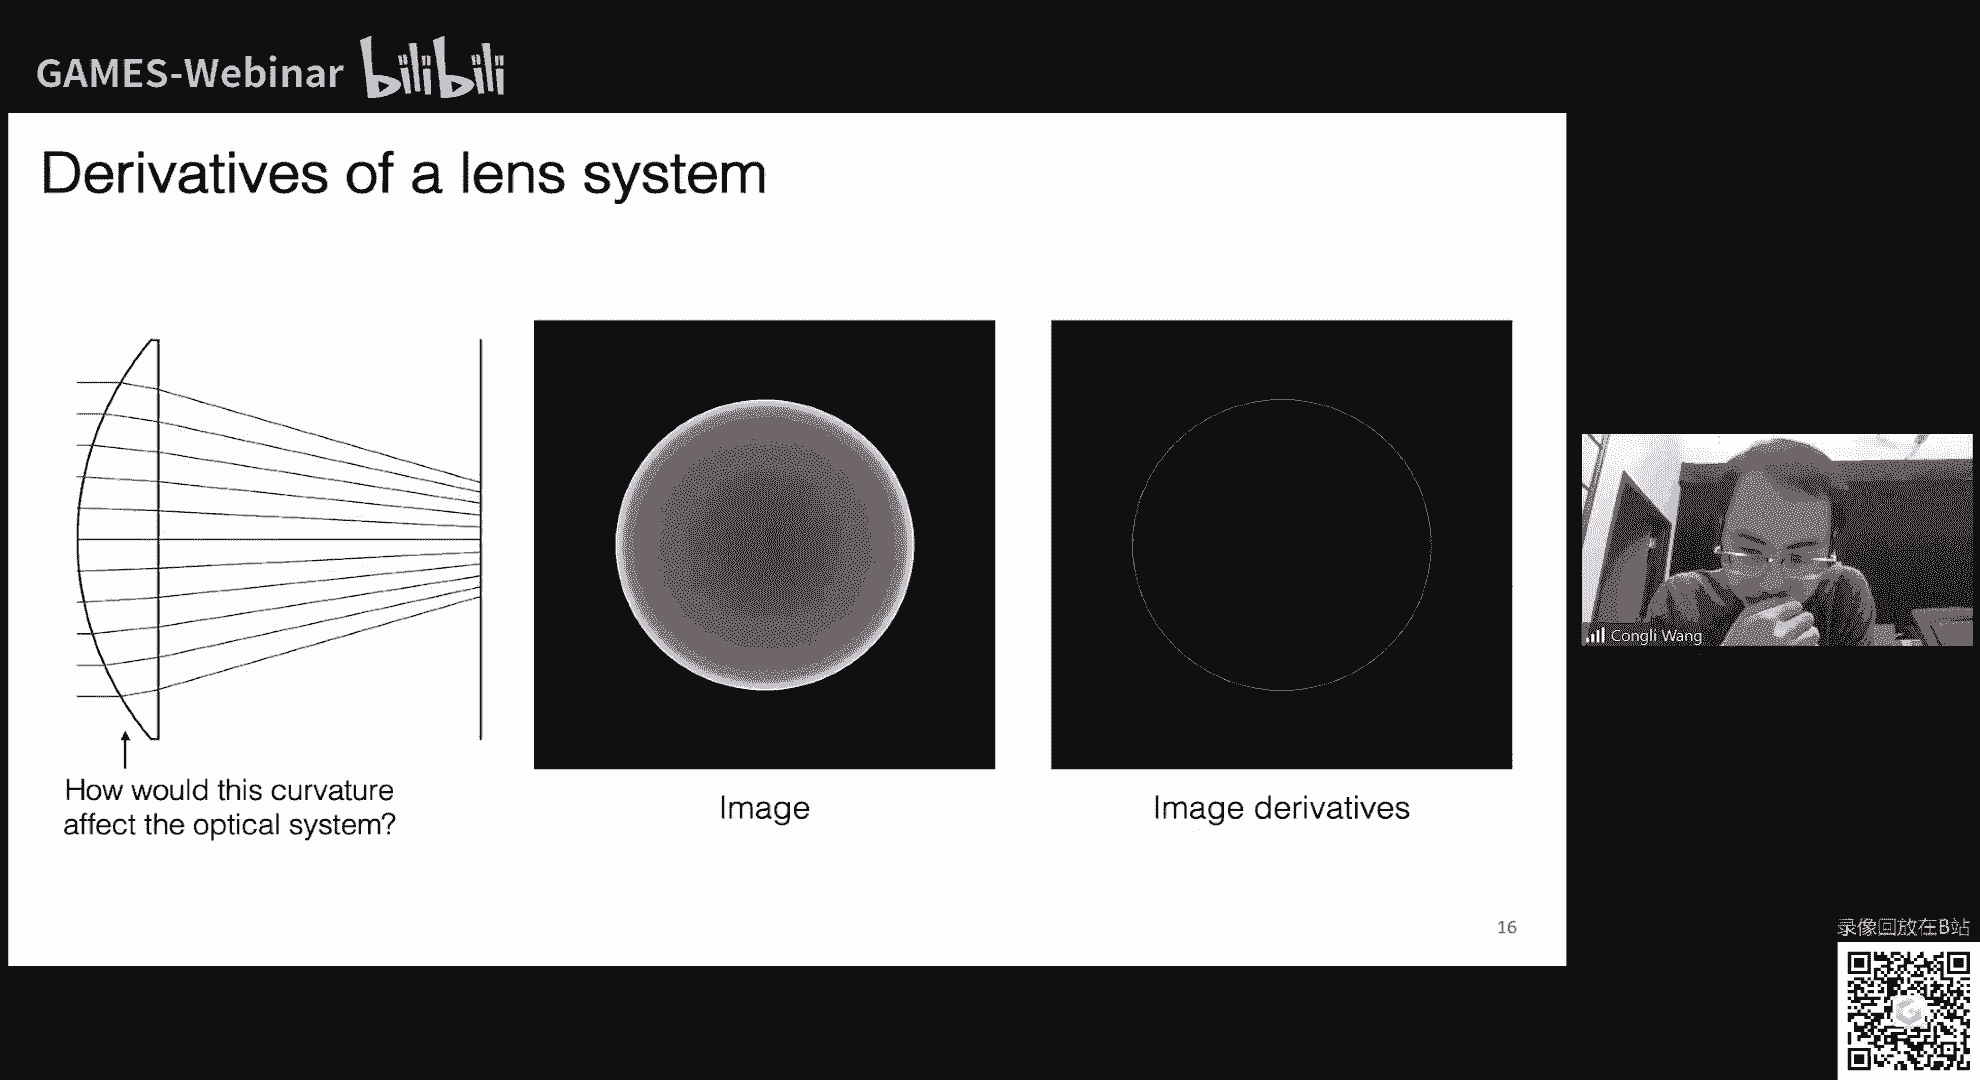 GAMES-Webinar bilibili
Derivatives of a lens system
How would this curvature
affect the optical system?
Image
Image derivatives
16
Congli Wang
录像回放在B站